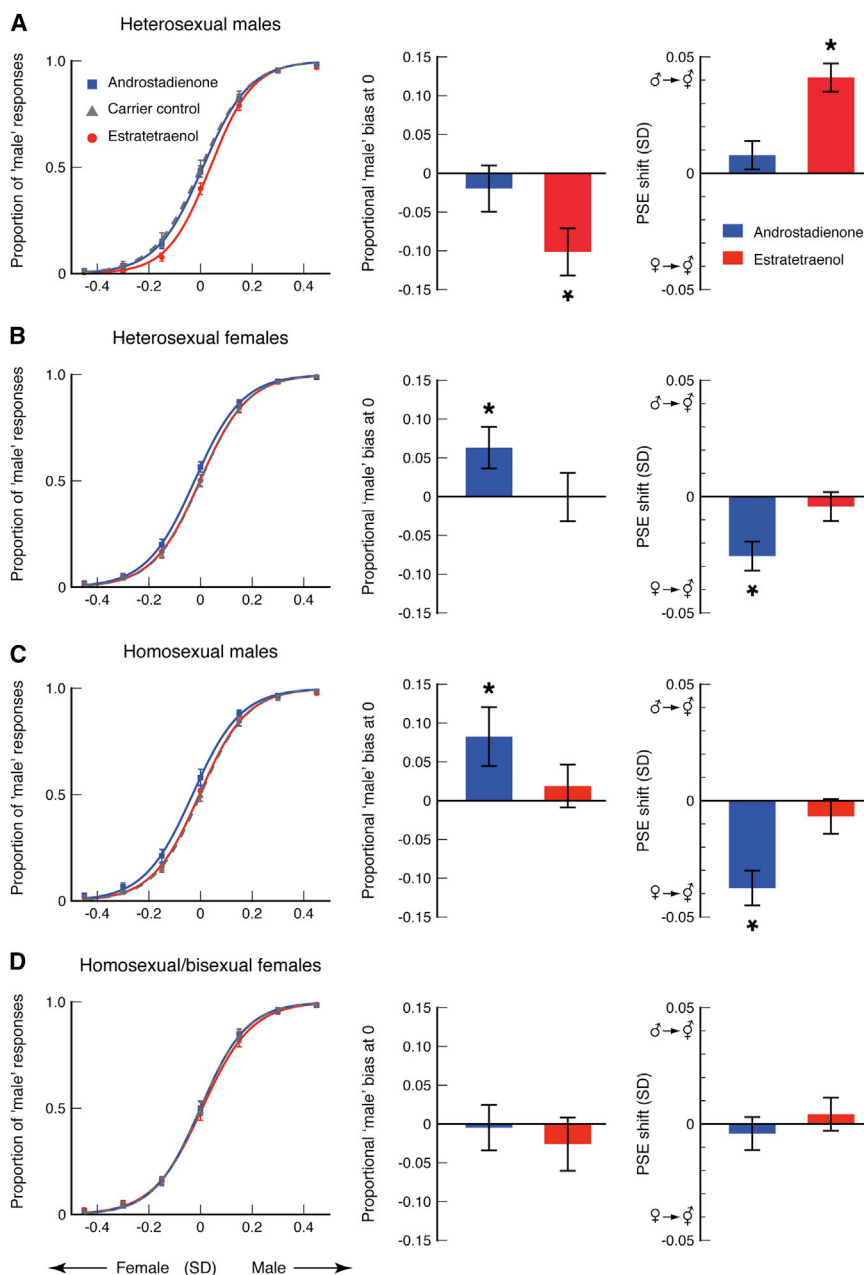 A
Heterosexual males
Proportion of 'male' responses
1.0
0.5
0
Androstadienone
Carrier control
Estratetraenol
-0.4 -0.2 0 0.2 0.4
Proportional 'male' bias at 0
0.15
0.10
0.05
0
-0.05
-0.10
-0.15
*
PSE shift (SD)
0.05
♂→⚥
0
♀→⚥
-0.05
*
Androstadienone
Estratetraenol
B
Heterosexual females
Proportion of 'male' responses
1.0
0.5
0
-0.4 -0.2 0 0.2 0.4
Proportional 'male' bias at 0
0.15
0.10
0.05
0
-0.05
-0.10
-0.15
*
PSE shift (SD)
0.05
♂→⚥
0
♀→⚥
-0.05
*
C
Homosexual males
Proportion of 'male' responses
1.0
0.5
0
-0.4 -0.2 0 0.2 0.4
Proportional 'male' bias at 0
0.15
0.10
0.05
0
-0.05
-0.10
-0.15
*
PSE shift (SD)
0.05
♂→⚥
0
♀→⚥
-0.05
*
D
Homosexual/bisexual females
Proportion of 'male' responses
1.0
0.5
0
-0.4 -0.2 0 0.2 0.4
Female (SD) Male
Proportional 'male' bias at 0
0.15
0.10
0.05
0
-0.05
-0.10
-0.15
PSE shift (SD)
0.05
♂→⚥
0
♀→⚥
-0.05